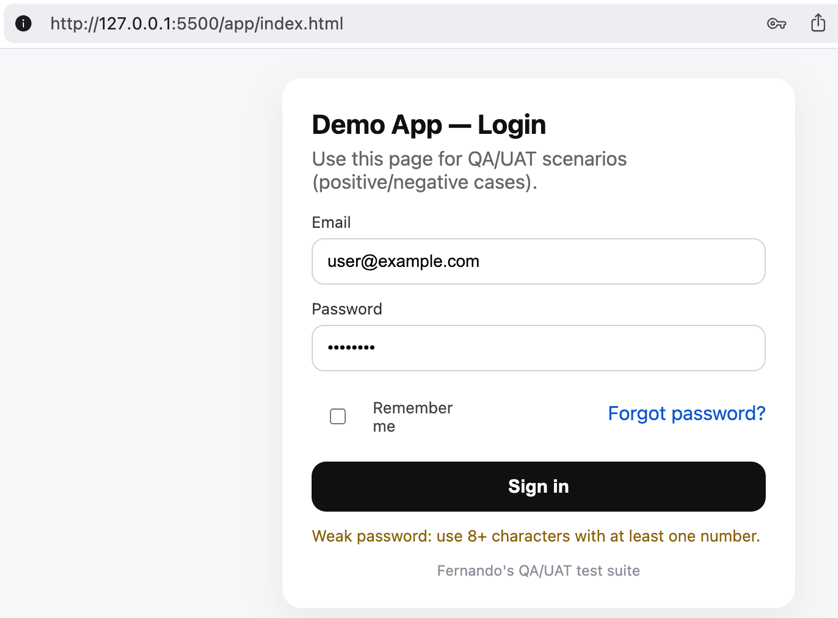 http://127.0.0.1:5500/app/index.html
Demo App — Login
Use this page for QA/UAT scenarios
(positive/negative cases).
Email
user@example.com
Password
••••••••
Remember
me
Forgot password?
Sign in
Weak password: use 8+ characters with at least one number.
Fernando's QA/UAT test suite